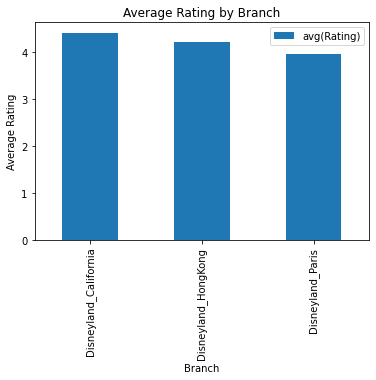 Average Rating by Branch
avg(Rating)
Average Rating
4
3
2
1
0
Disneyland_California
Disneyland_HongKong
Disneyland_Paris
Branch